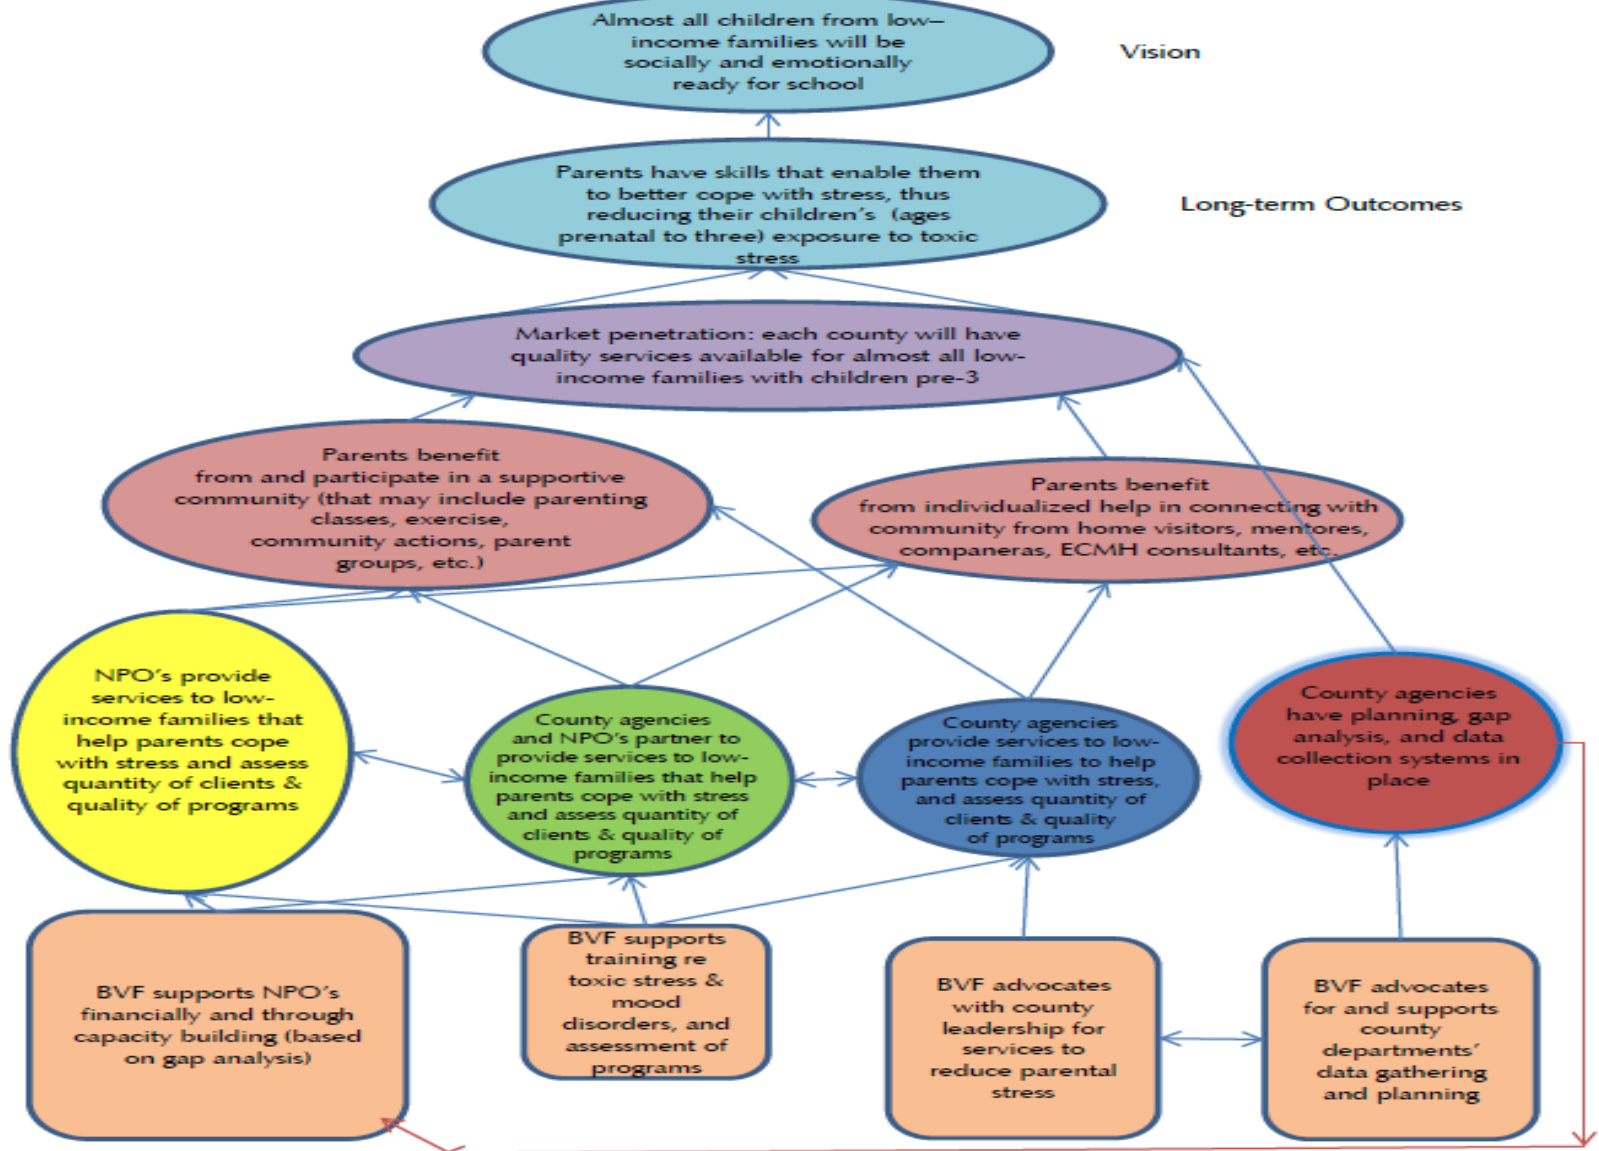 Almost all children from low–
income families will be
socially and emotionally
ready for school
Vision
Parents have skills that enable them
to better cope with stress, thus
reducing their children's (ages
prenatal to three) exposure to toxic
stress
Long-term Outcomes
Market penetration: each county will have
quality services available for almost all low-
income families with children pre-3
Parents benefit
from and participate in a supportive
community (that may include parenting
classes, exercise,
community actions, parent
groups, etc.)
Parents benefit
from individualized help in connecting with
community from home visitors, mentores,
companeras, ECMH consultants, etc.
NPO's provide
services to low-
income families that
help parents cope
with stress and assess
quantity of clients &
quality of programs
County agencies
and NPO's partner to
provide services to low-
income families that help
parents cope with stress
and assess quantity of
clients & quality of
programs
County agencies
provide services to low-
income families to help
parents cope with stress,
and assess quantity of
clients & quality
of programs
County agencies
have planning, gap
analysis, and data
collection systems in
place
BVF supports NPO's
financially and through
capacity building (based
on gap analysis)
BVF supports
training re
toxic stress &
mood
disorders, and
assessment of
programs
BVF advocates
with county
leadership for
services to
reduce parental
stress
BVF advocates
for and supports
county
departments'
data gathering
and planning